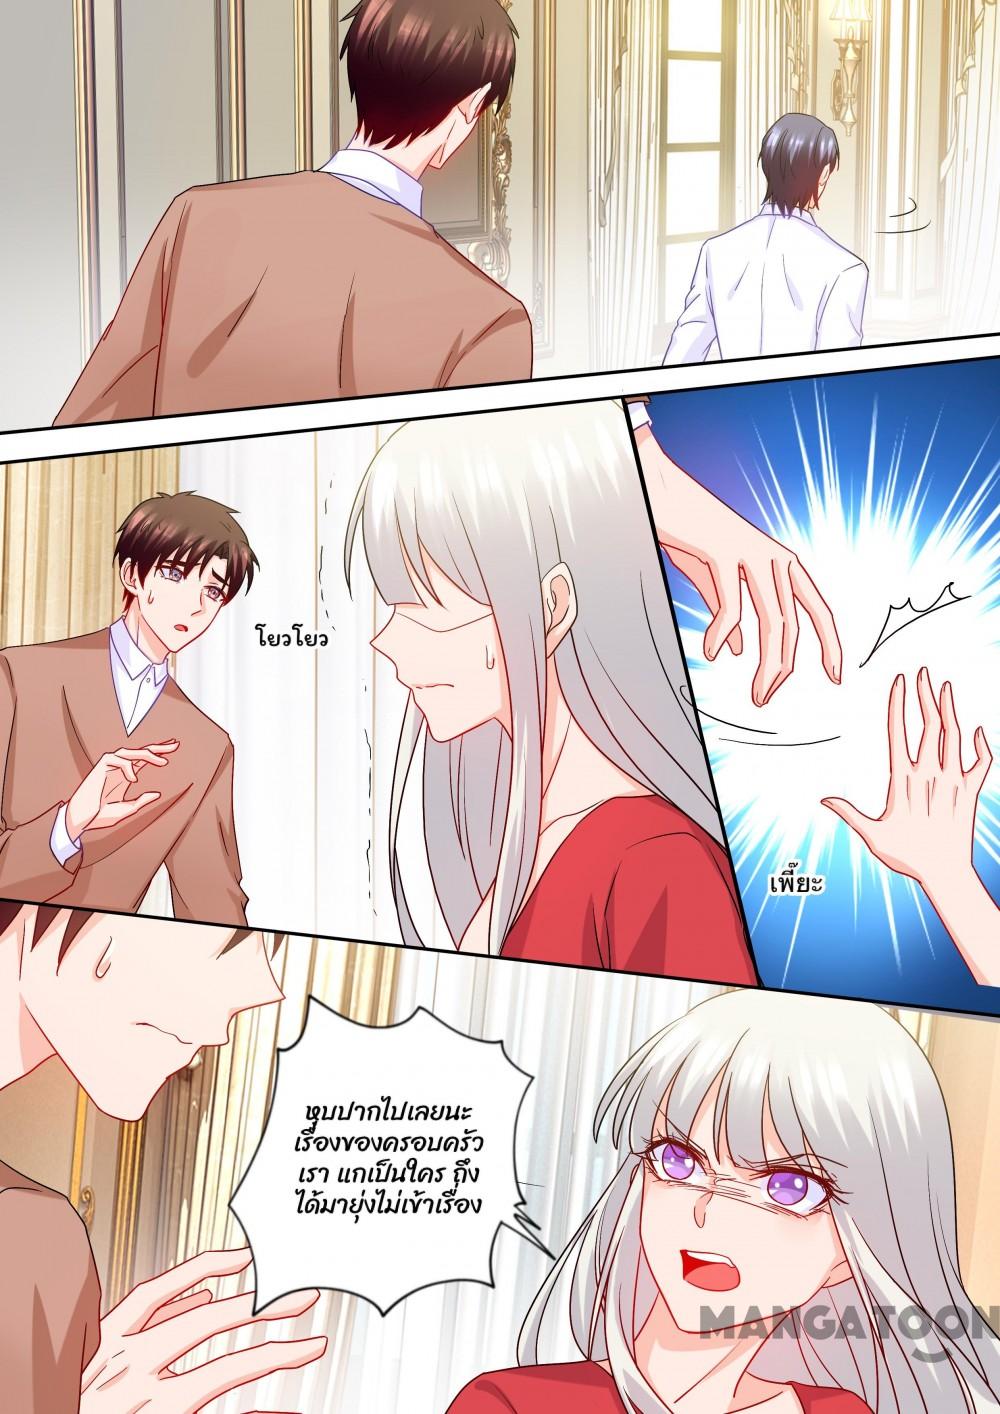 โยวโยว
เพี๊ยะ
หุบปากไปเลยนะ
เรื่องของครอบครัว
เรา แกเป็นใคร ถึง
ได้มายุ่งไม่เข้าเรื่อง
MANGATOON